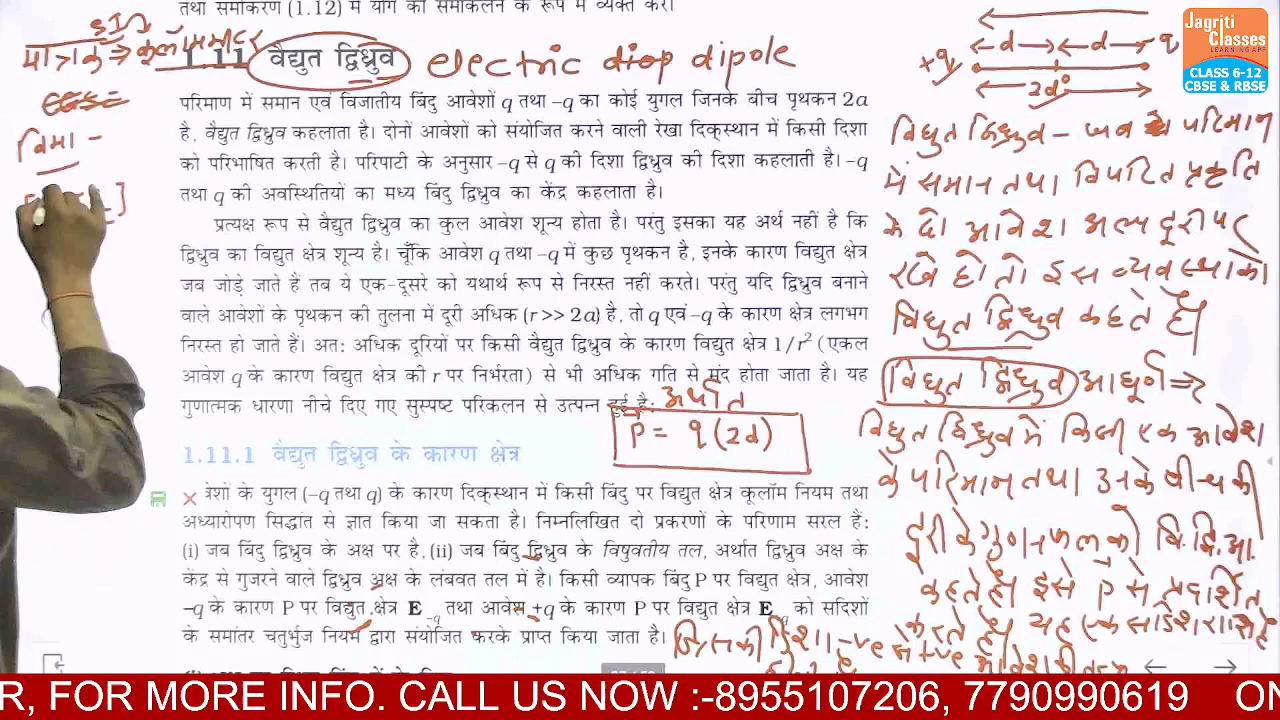 तथा समीकरण (1.12) में योग को समाकलन के रूप में व्यक्त करें।
मात्रक ⇒ कूलॉम मीटर
1.11 वैद्युत द्विध्रुव electric dipole
परिमाण में समान एवं विजातीय बिंदु आवेशों q तथा –q का कोई युगल जिनके बीच पृथकन 2a
है, वैद्युत द्विध्रुव कहलाता है। दोनों आवेशों को संयोजित करने वाली रेखा दिक्स्थान में किसी दिशा
को परिभाषित करती है। परिपाटी के अनुसार –q से q की दिशा द्विध्रुव की दिशा कहलाती है। –q
तथा q की अवस्थितियों का मध्य बिंदु द्विध्रुव का केंद्र कहलाता है।
प्रत्यक्ष रूप से वैद्युत द्विध्रुव का कुल आवेश शून्य होता है। परंतु इसका यह अर्थ नहीं है कि
द्विध्रुव का विद्युत क्षेत्र शून्य है। चूँकि आवेश q तथा –q में कुछ पृथकन है, इनके कारण विद्युत क्षेत्र
जब जोड़े जाते हैं तब ये एक-दूसरे को यथार्थ रूप से निरस्त नहीं करते। परंतु यदि द्विध्रुव बनाने
वाले आवेशों के पृथकन की तुलना में दूरी अधिक (r >> 2a) है, तो q एवं –q के कारण क्षेत्र लगभग
निरस्त हो जाते हैं। अतः अधिक दूरियों पर किसी वैद्युत द्विध्रुव के कारण विद्युत क्षेत्र 1/r² (एकल
आवेश q के कारण विद्युत क्षेत्र की r पर निर्भरता) से भी अधिक गति से मंद होता जाता है। यह
गुणात्मक धारणा नीचे दिए गए सुस्पष्ट परिकलन से उत्पन्न हुई है:
अर्थात
P = q (2d)
1.11.1 वैद्युत द्विध्रुव के कारण क्षेत्र
वेशों के युगल (–q तथा q) के कारण दिक्स्थान में किसी बिंदु पर विद्युत क्षेत्र कूलॉम नियम तथा
अध्यारोपण सिद्धांत से ज्ञात किया जा सकता है। निम्नलिखित दो प्रकरणों के परिणाम सरल हैं:
(i) जब बिंदु द्विध्रुव के अक्ष पर है, (ii) जब बिंदु द्विध्रुव के विषुवतीय तल, अर्थात द्विध्रुव अक्ष के
केंद्र से गुजरने वाले द्विध्रुव अक्ष के लंबवत तल में है। किसी व्यापक बिंदु P पर विद्युत क्षेत्र, आवेश
–q के कारण P पर विद्युत क्षेत्र E –q तथा आवेश +q के कारण P पर विद्युत क्षेत्र E q को सदिशों
के समांतर चतुर्भुज नियम द्वारा संयोजित करके प्राप्त किया जाता है।
विमा -
d d
+q -q
2d
विद्युत द्विध्रुव – जब परिमाण
में समान तथा विपरित प्रकृति
के दो आवेश अल्प दूरी पर
रखे हो तो इस व्यवस्था को
विद्युत द्विध्रुव कहते है।
विद्युत द्विध्रुव आघूर्ण ⇒
विद्युत द्विध्रुव में किसी एक आवेश
के परिमाण तथा उनके बीच की
दूरी के गुणनफल को वि. द्वि. आ.
कहते है। इसे P से प्रदर्शित
करते है। यह एक सदिश राशि है
जिसकी दिशा -ve से +ve आवेश की
Jagriti
Classes
LEARNING APP
CLASS 6-12
CBSE & RBSE
R, FOR MORE INFO. CALL US NOW :-8955107206, 7790990619 ON